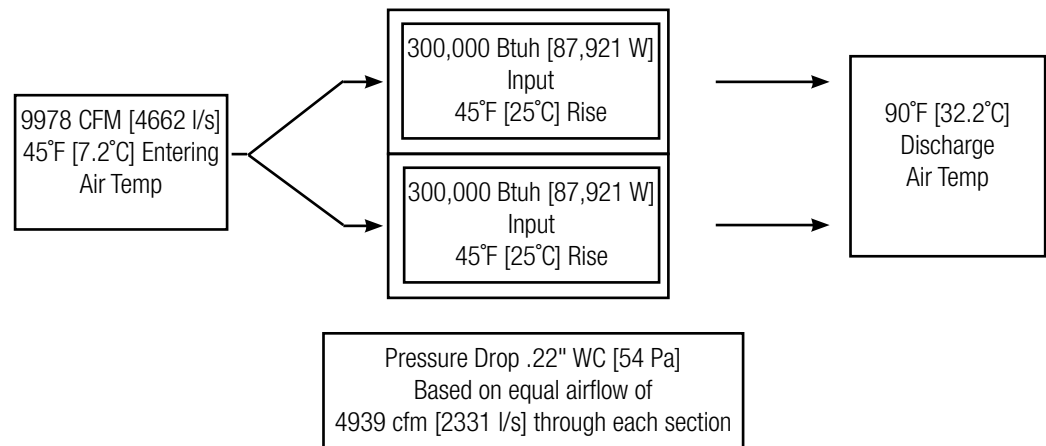 9978 CFM [4662 l/s]
45˚F [7.2˚C] Entering
Air Temp
300,000 Btuh [87,921 W]
Input
45˚F [25˚C] Rise
300,000 Btuh [87,921 W]
Input
45˚F [25˚C] Rise
90˚F [32.2˚C]
Discharge
Air Temp
Pressure Drop .22" WC [54 Pa]
Based on equal airflow of
4939 cfm [2331 l/s] through each section